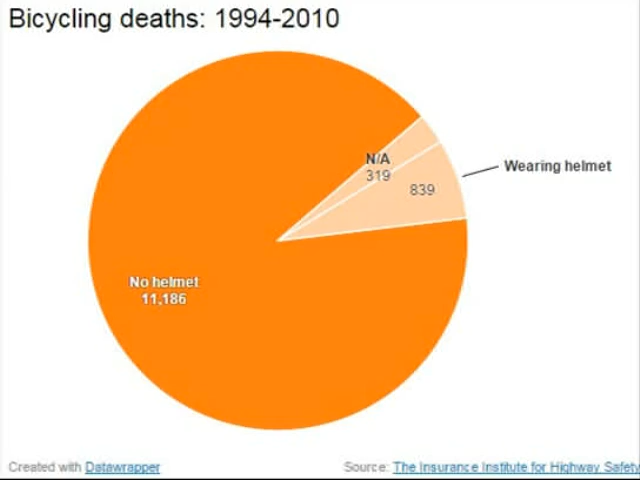 Bicycling deaths: 1994-2010
N/A
319
Wearing helmet
839
No helmet
11,186
Created with Datawrapper
Source: The Insurance Institute for Highway Safety